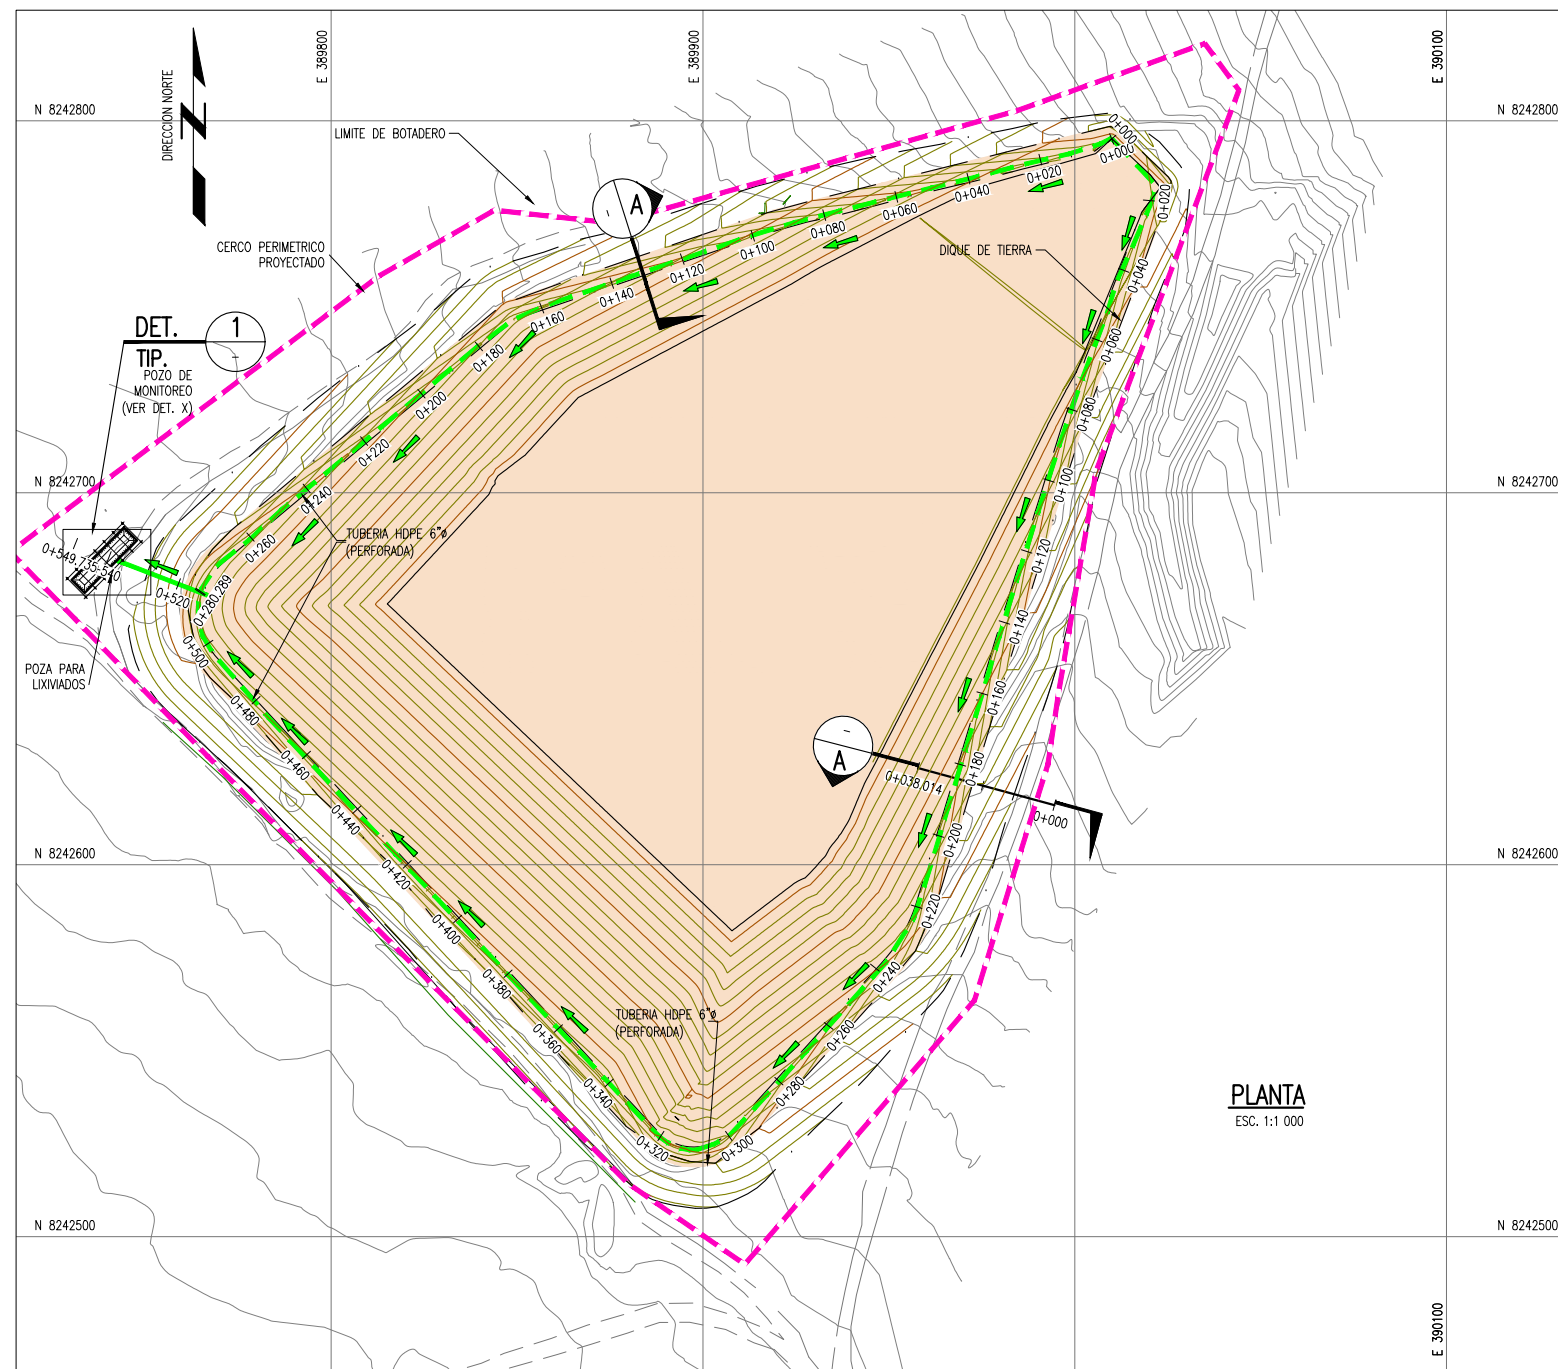 E 389800
E 389900
E 390100
DIRECCION NORTE
N
N 8242800
N 8242800
LIMITE DE BOTADERO
CERCO PERIMETRICO
PROYECTADO
A
-
DIQUE DE TIERRA
DET.
TIP.
1
-
POZO DE
MONITOREO
(VER DET. X)
0+000
0+000
0+020
0+040
0+060
0+080
0+100
0+120
0+140
0+160
0+180
0+200
0+220
0+240
0+260
0+280.289
0+020
0+040
0+060
0+080
0+100
0+120
0+140
0+160
0+180
0+200
0+220
0+240
0+260
0+280
0+300
0+320
0+340
0+360
0+380
0+400
0+420
0+440
0+460
0+480
0+500
0+520
0+549.735-540
N 8242700
N 8242700
TUBERIA HDPE 6"ø
(PERFORADA)
POZA PARA
LIXIVIADOS
-
A
0+038.014
0+000
N 8242600
N 8242600
TUBERIA HDPE 6"ø
(PERFORADA)
PLANTA
ESC. 1:1 000
N 8242500
N 8242500
E 390100